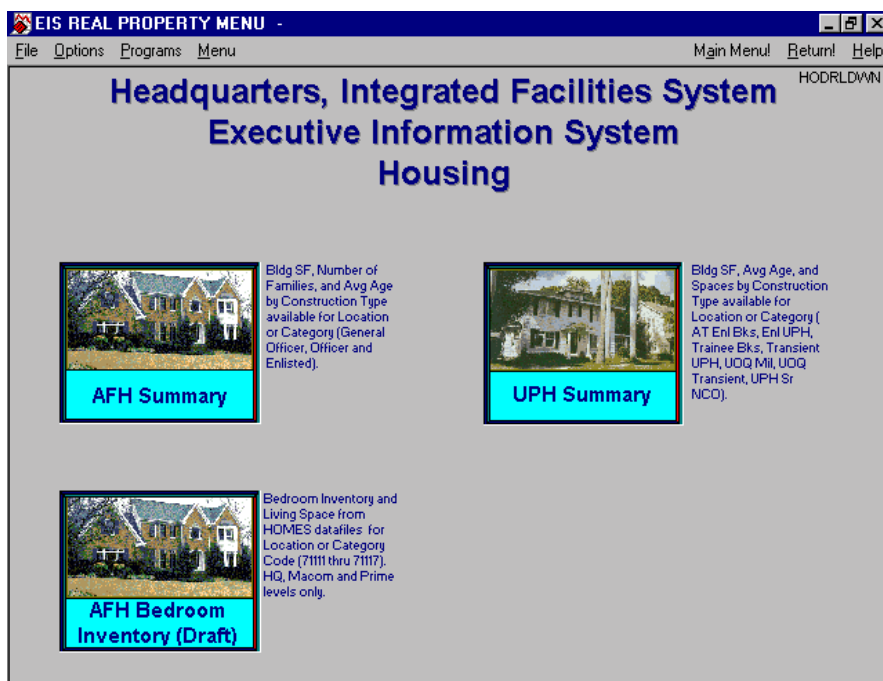 EIS REAL PROPERTY MENU -
File Options Programs Menu Main Menu! Return! Help
HODRLDWN
Headquarters, Integrated Facilities System
Executive Information System
Housing
Bldg SF, Number of
Families, and Avg Age
by Construction Type
available for Location
or Category (General
Officer, Officer and
Enlisted).
AFH Summary
Bldg SF, Avg Age, and
Spaces by Construction
Type available for
Location or Category (
AT Enl Bks, Enl UPH,
Trainee Bks, Transient
UPH, UOQ Mil, UOQ
Transient, UPH Sr
NCO).
UPH Summary
Bedroom Inventory and
Living Space from
HOMES datafiles for
Location or Category
Code (71111 thru 71117).
HQ, Macom and Prime
levels only.
AFH Bedroom
Inventory (Draft)